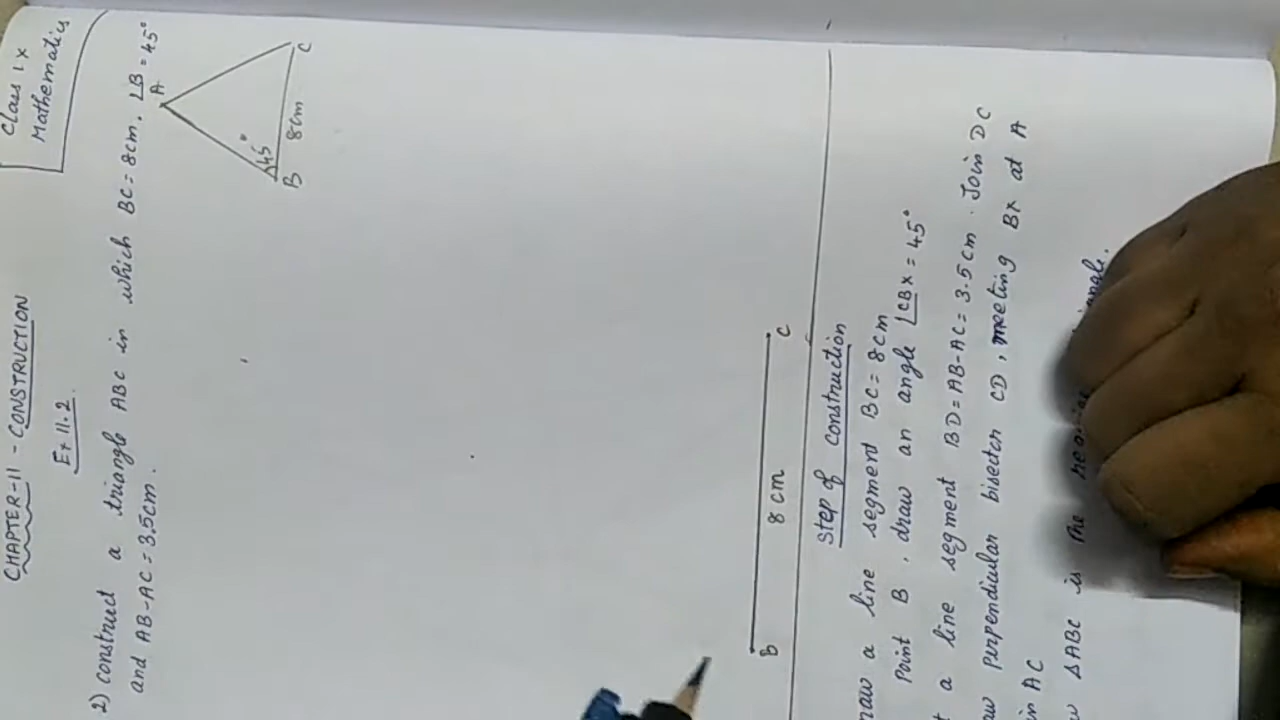 Class IX
Mathematics
CHAPTER-11 - CONSTRUCTION
Ex 11.2
2) construct a triangle ABC in which BC = 8cm. ∠B = 45°
and AB-AC = 3.5cm.
A
45°
B 8cm C
B 8 cm C
Step of construction
a line segment BC = 8cm
Point B, draw an angle ∠CBX = 45°
a line segment BD = AB-AC = 3.5cm. Join DC
perpendicular bisector CD, meeting BX at A
AC
ΔABC is the